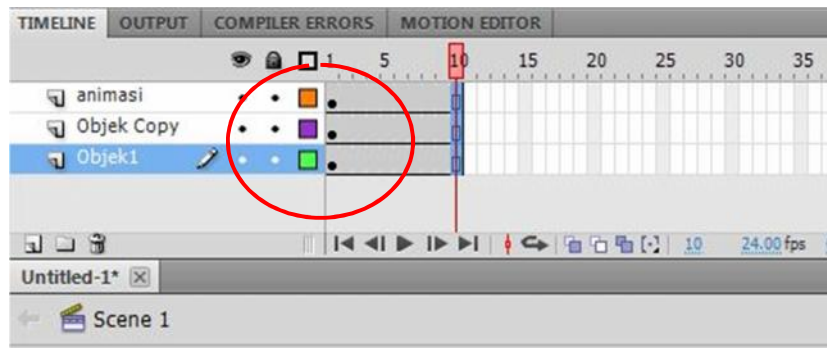 TIMELINE OUTPUT COMPILER ERRORS MOTION EDITOR
1 5 10 15 20 25 30 35
animasi
Objek Copy
Objek1
10 24.00 fps
Untitled-1*
Scene 1